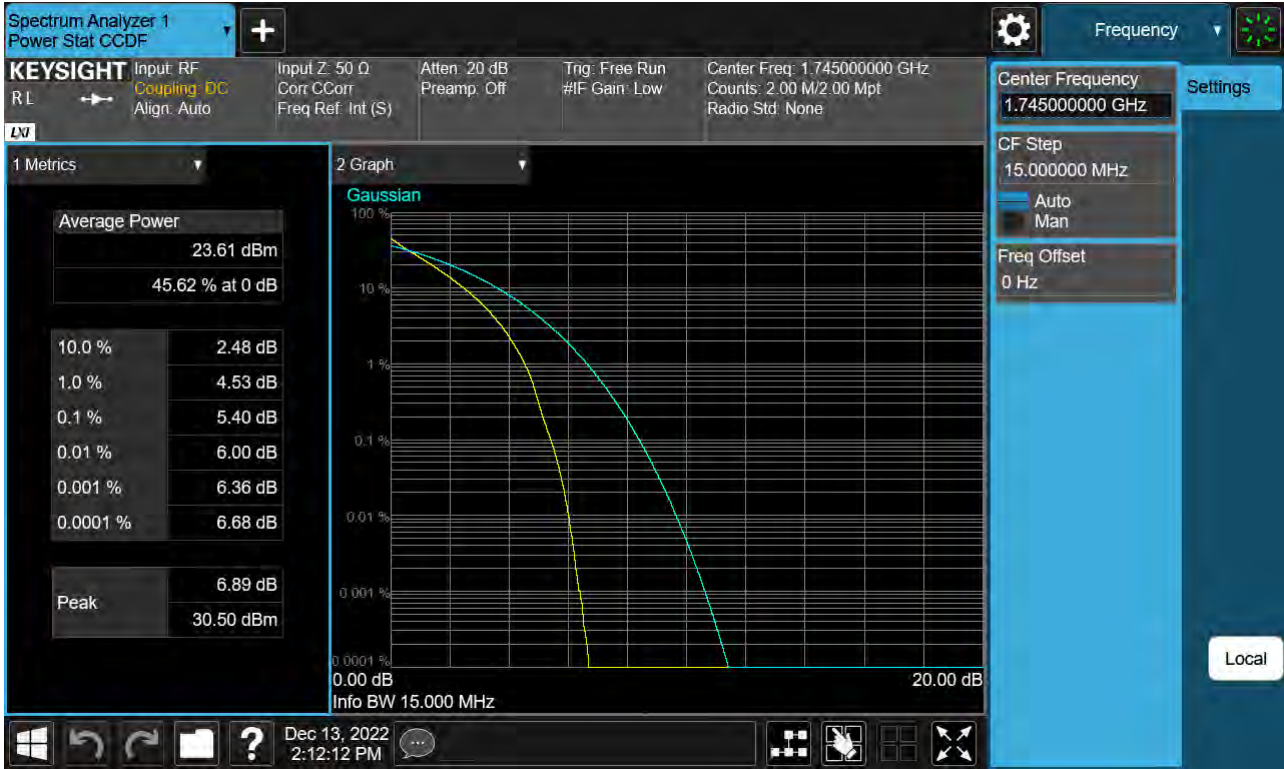 Spectrum Analyzer 1
Power Stat CCDF
Frequency
KEYSIGHT
R L
LXI
Input: RF
Coupling: DC
Align: Auto
Input Z: 50 Ω
Corr CCorr
Freq Ref: Int (S)
Atten: 20 dB
Preamp: Off
Trig: Free Run
#IF Gain: Low
Center Freq: 1.745000000 GHz
Counts: 2.00 M/2.00 Mpt
Radio Std: None
Center Frequency
1.745000000 GHz
CF Step
15.000000 MHz
Auto
Man
Freq Offset
0 Hz
Settings
Local
1 Metrics
Average Power
23.61 dBm
45.62 % at 0 dB
10.0 % 2.48 dB
1.0 % 4.53 dB
0.1 % 5.40 dB
0.01 % 6.00 dB
0.001 % 6.36 dB
0.0001 % 6.68 dB
Peak
6.89 dB
30.50 dBm
2 Graph
Gaussian
100 %
10 %
1 %
0.1 %
0.01 %
0.001 %
0.0001 %
0.00 dB 20.00 dB
Info BW 15.000 MHz
?
Dec 13, 2022
2:12:12 PM